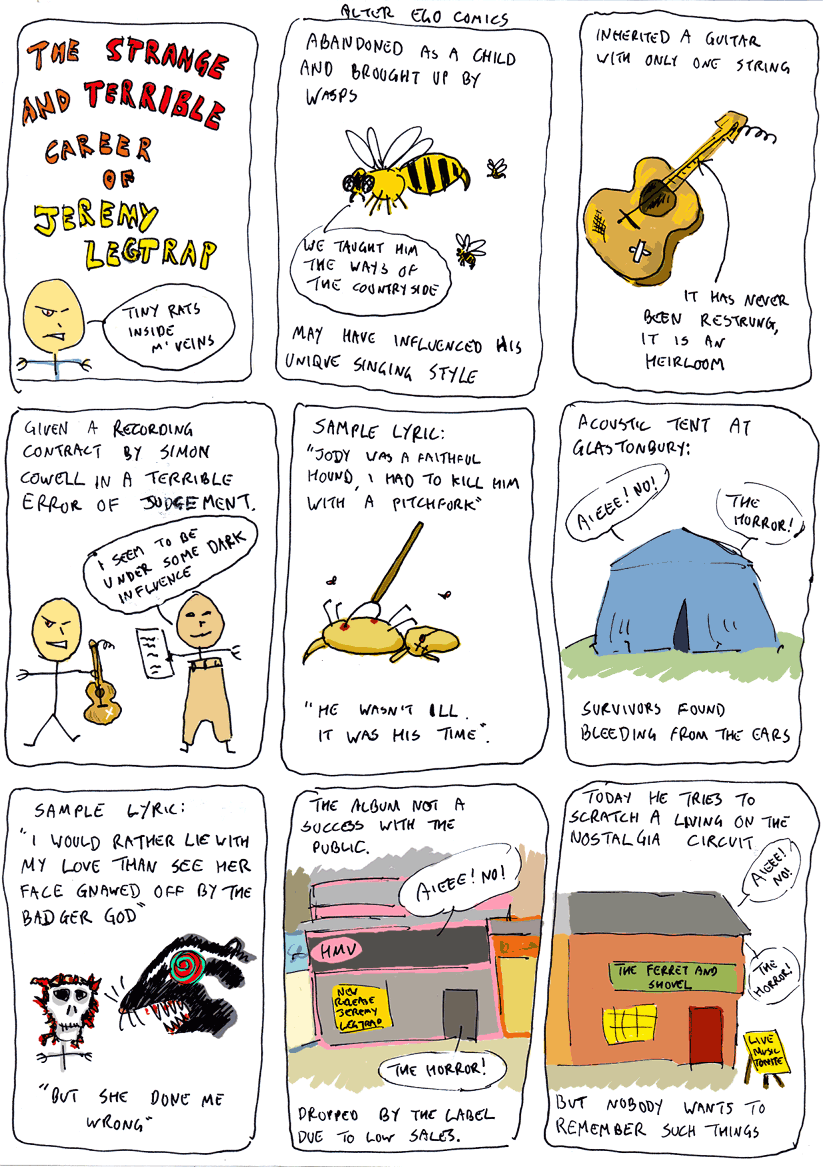 ALTER EGO COMICS
THE STRANGE
AND TERRIBLE
CAREER
OF
JEREMY
LEGTRAP
TINY RATS
INSIDE
M' VEINS
ABANDONED AS A CHILD
AND BROUGHT UP BY
WASPS
WE TAUGHT HIM
THE WAYS OF
THE COUNTRYSIDE
MAY HAVE INFLUENCED HIS
UNIQUE SINGING STYLE
INHERITED A GUITAR
WITH ONLY ONE STRING
IT HAS NEVER
BEEN RESTRUNG,
IT IS AN
HEIRLOOM
GIVEN A RECORDING
CONTRACT BY SIMON
COWELL IN A TERRIBLE
ERROR OF JUDGEMENT.
I SEEM TO BE
UNDER SOME DARK
INFLUENCE
SAMPLE LYRIC:
"JODY WAS A FAITHFUL
HOUND, I HAD TO KILL HIM
WITH A PITCHFORK"
"HE WASN'T ILL.
IT WAS HIS TIME".
ACOUSTIC TENT AT
GLASTONBURY:
AIEEE! NO!
THE
HORROR!
SURVIVORS FOUND
BLEEDING FROM THE EARS
SAMPLE LYRIC:
"I WOULD RATHER LIE WITH
MY LOVE THAN SEE HER
FACE GNAWED OFF BY THE
BADGER GOD"
"BUT SHE DONE ME
WRONG"
THE ALBUM NOT A
SUCCESS WITH THE
PUBLIC.
AIEEE! NO!
HMV
NEW
RELEASE
JEREMY
LEGTRAP
THE HORROR!
DROPPED BY THE LABEL
DUE TO LOW SALES.
TODAY HE TRIES TO
SCRATCH A LIVING ON THE
NOSTALGIA CIRCUIT
AIEEE!
NO!
THE
HORROR!
THE FERRET AND
SHOVEL
LIVE
MUSIC
TONITE
BUT NOBODY WANTS TO
REMEMBER SUCH THINGS